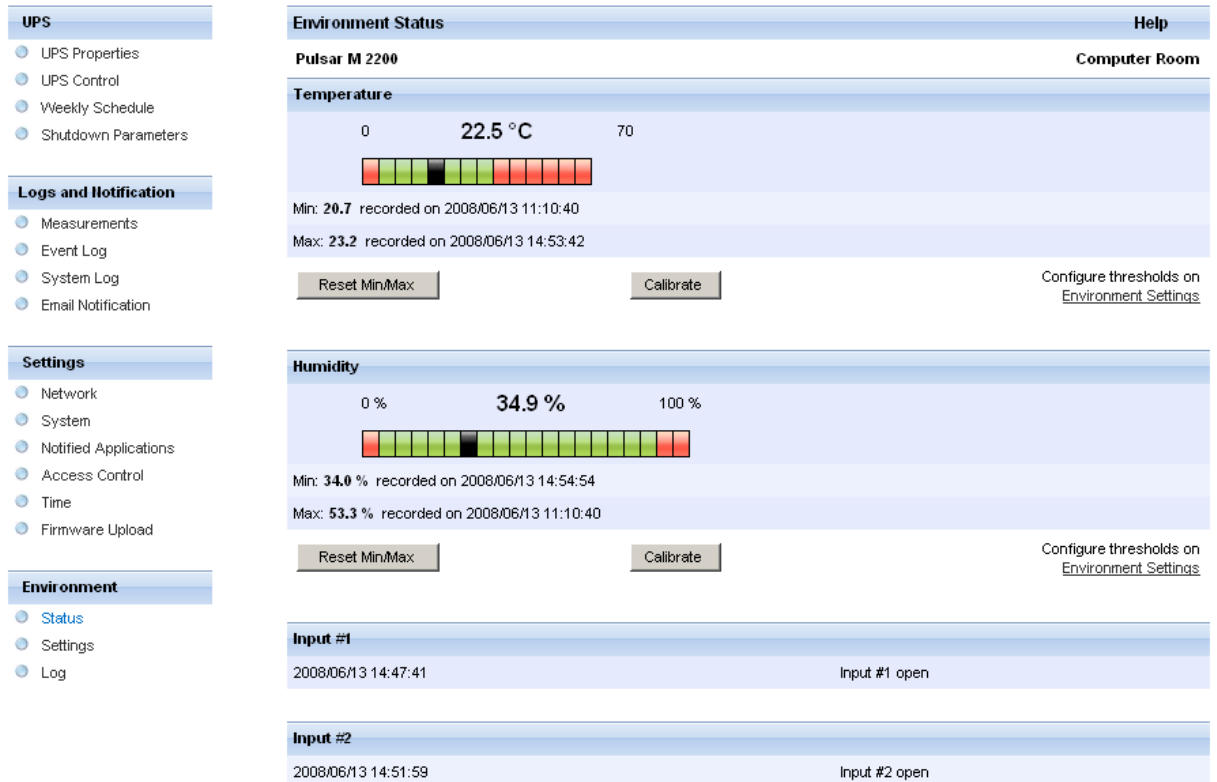 UPS
UPS Properties
UPS Control
Weekly Schedule
Shutdown Parameters
Logs and Notification
Measurements
Event Log
System Log
Email Notification
Settings
Network
System
Notified Applications
Access Control
Time
Firmware Upload
Environment
Status
Settings
Log
Environment Status Help
Pulsar M 2200 Computer Room
Temperature
0 22.5 °C 70
Min: 20.7 recorded on 2008/06/13 11:10:40
Max: 23.2 recorded on 2008/06/13 14:53:42
Reset Min/Max Calibrate Configure thresholds on
Environment Settings
Humidity
0 % 34.9 % 100 %
Min: 34.0 % recorded on 2008/06/13 14:54:54
Max: 53.3 % recorded on 2008/06/13 11:10:40
Reset Min/Max Calibrate Configure thresholds on
Environment Settings
Input #1
2008/06/13 14:47:41 Input #1 open
Input #2
2008/06/13 14:51:59 Input #2 open